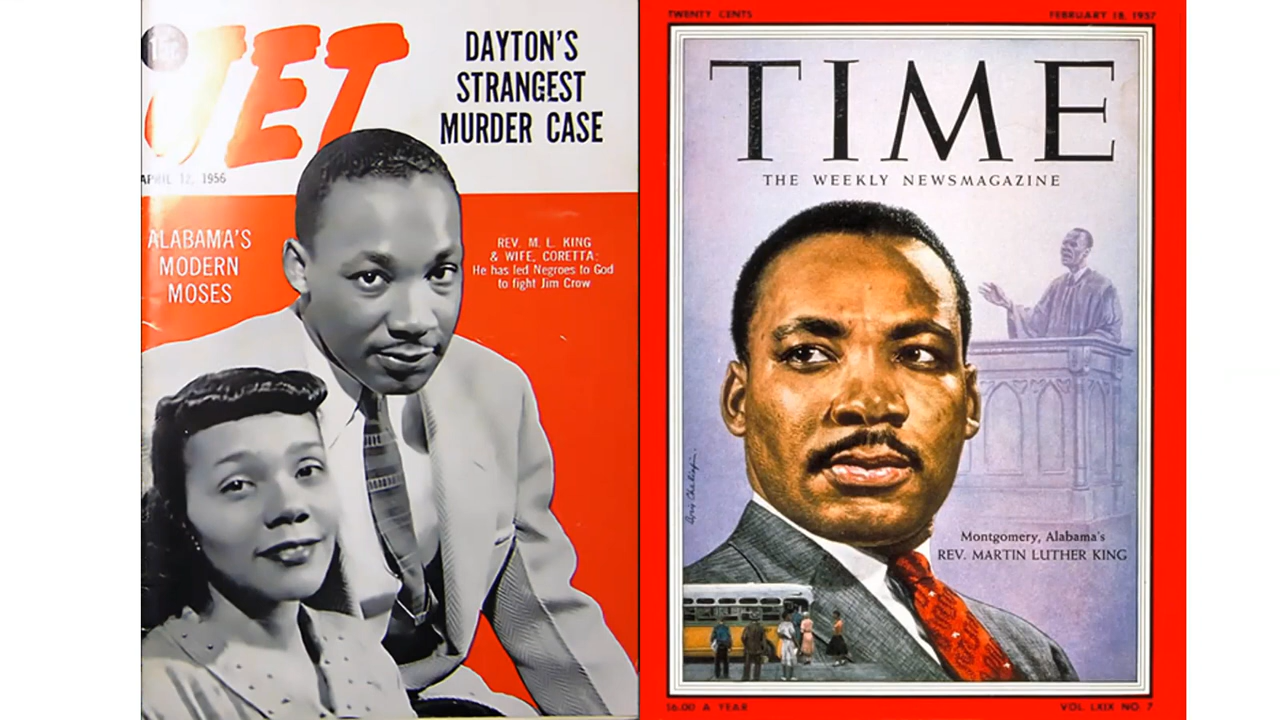 15¢
JET
APRIL 12, 1956
DAYTON'S
STRANGEST
MURDER CASE
ALABAMA'S
MODERN
MOSES
REV. M. L. KING
& WIFE, CORETTA:
He has led Negroes to God
to fight Jim Crow
TWENTY CENTS
FEBRUARY 18, 1957
TIME
THE WEEKLY NEWSMAGAZINE
Montgomery, Alabama's
REV. MARTIN LUTHER KING
$6.00 A YEAR
VOL. LXIX NO. 7